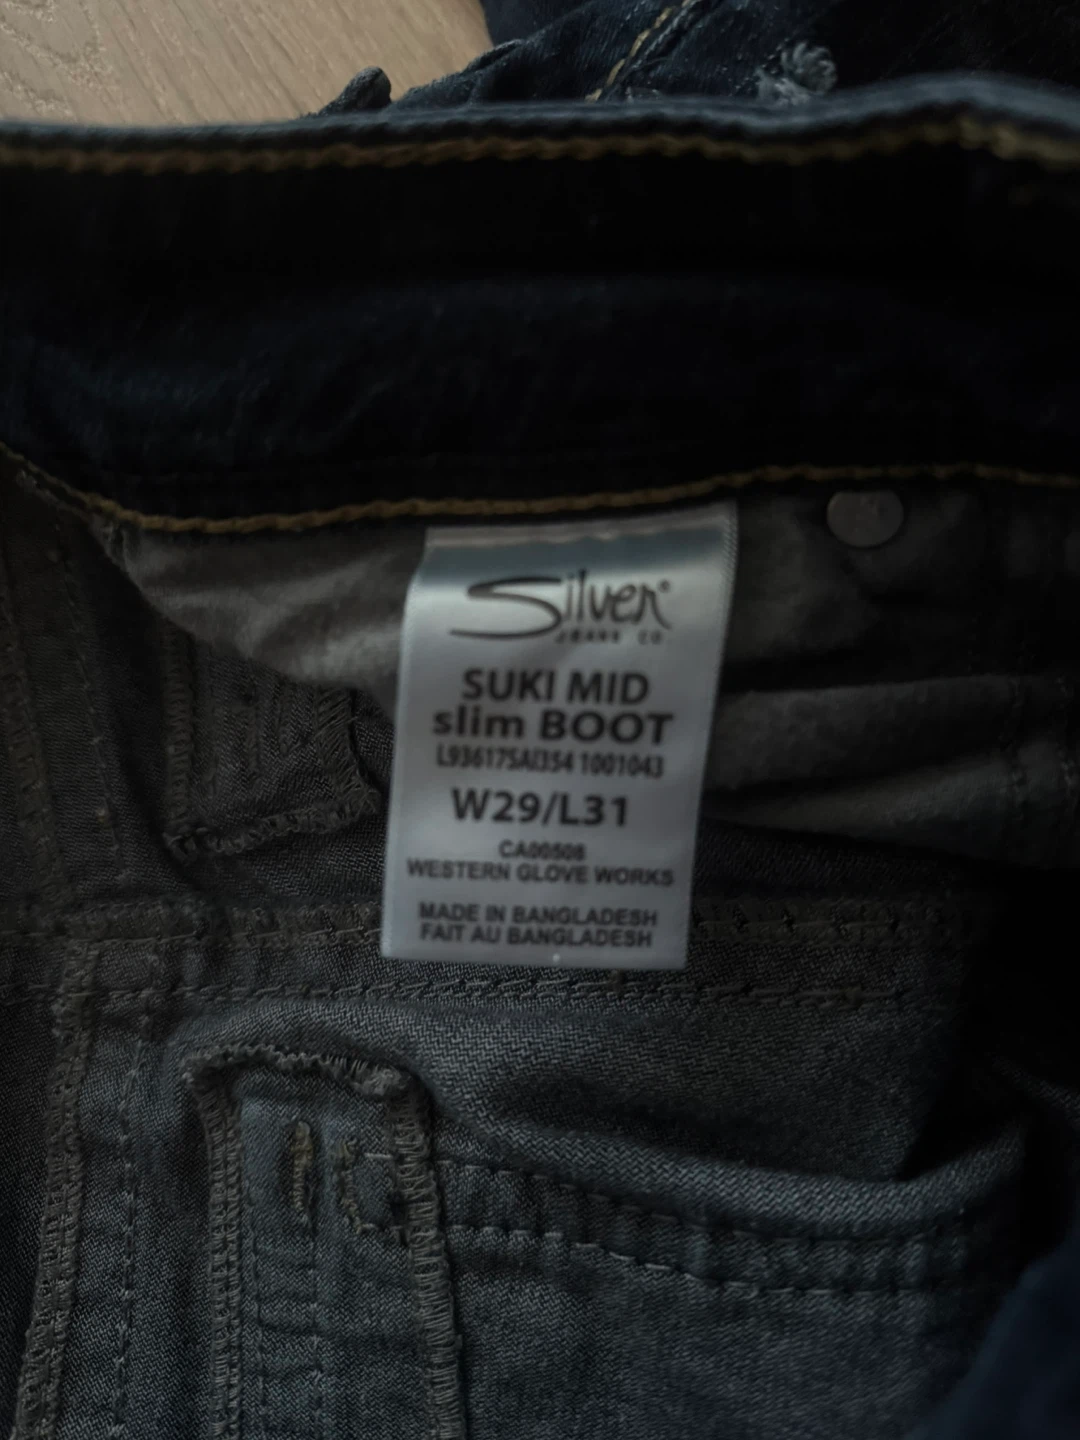 Silver®
JEANS CO
SUKI MID
slim BOOT
L93617SAI354 1001043
W29/L31
CA00508
WESTERN GLOVE WORKS
MADE IN BANGLADESH
FAIT AU BANGLADESH